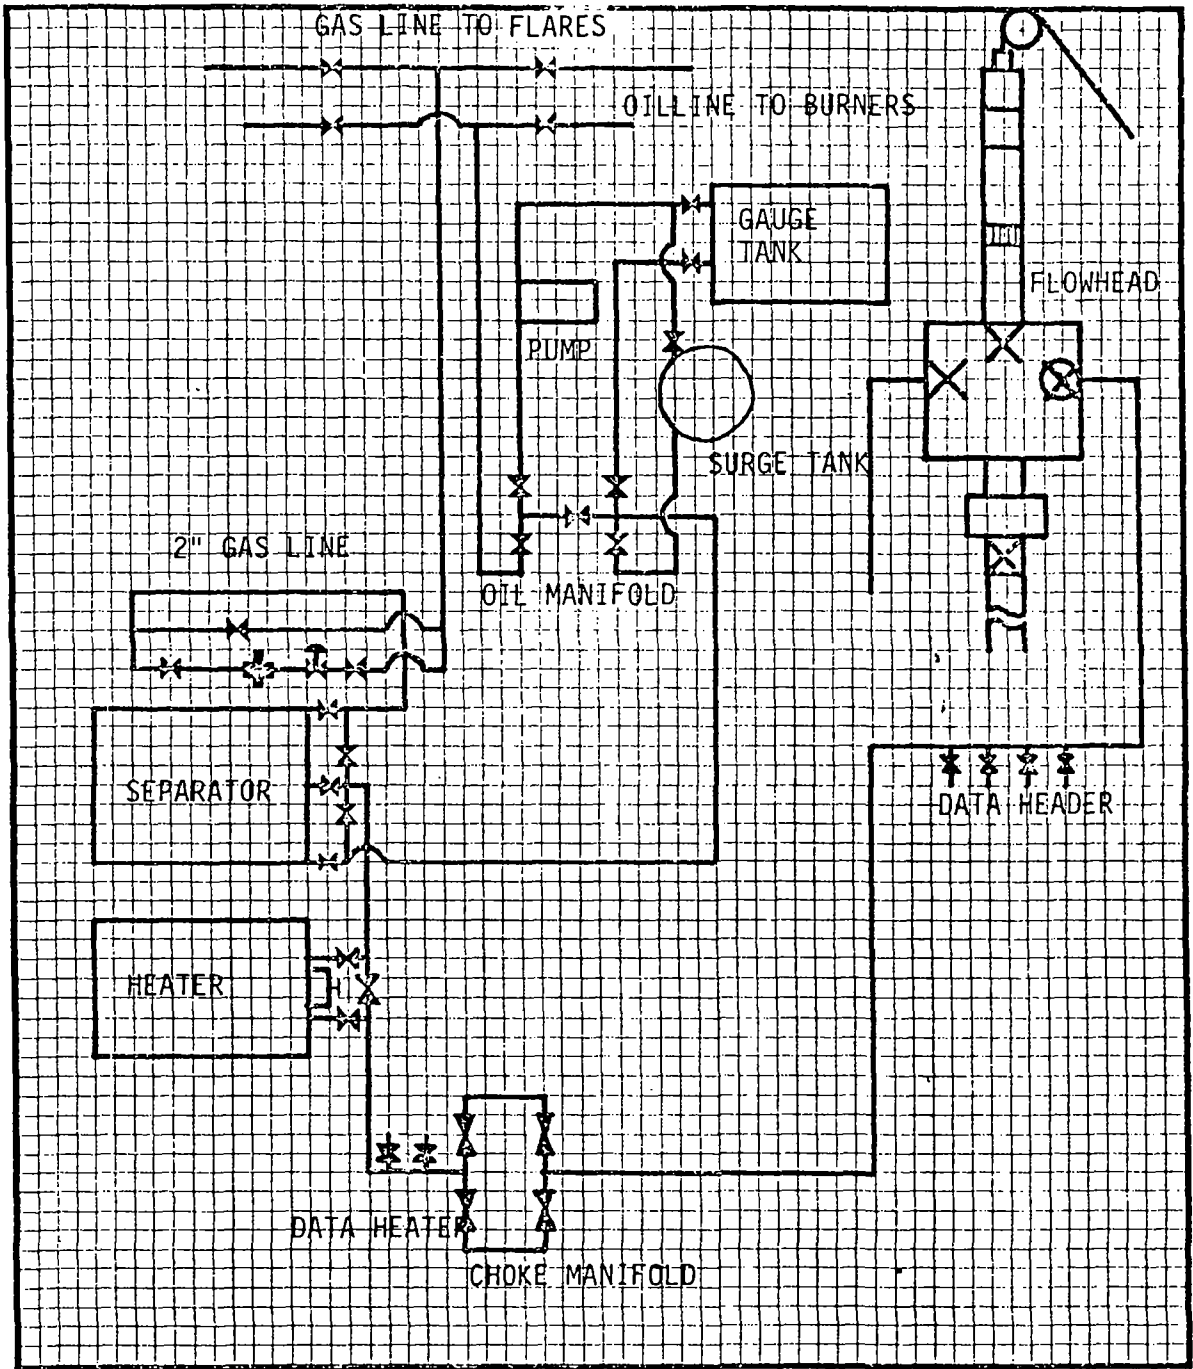 GAS LINE TO FLARES
OILLINE TO BURNERS
GAUGE
TANK
FLOWHEAD
PUMP
SURGE TANK
2" GAS LINE
OIL MANIFOLD
SEPARATOR
DATA HEADER
HEATER
DATA HEATER
CHOKE MANIFOLD